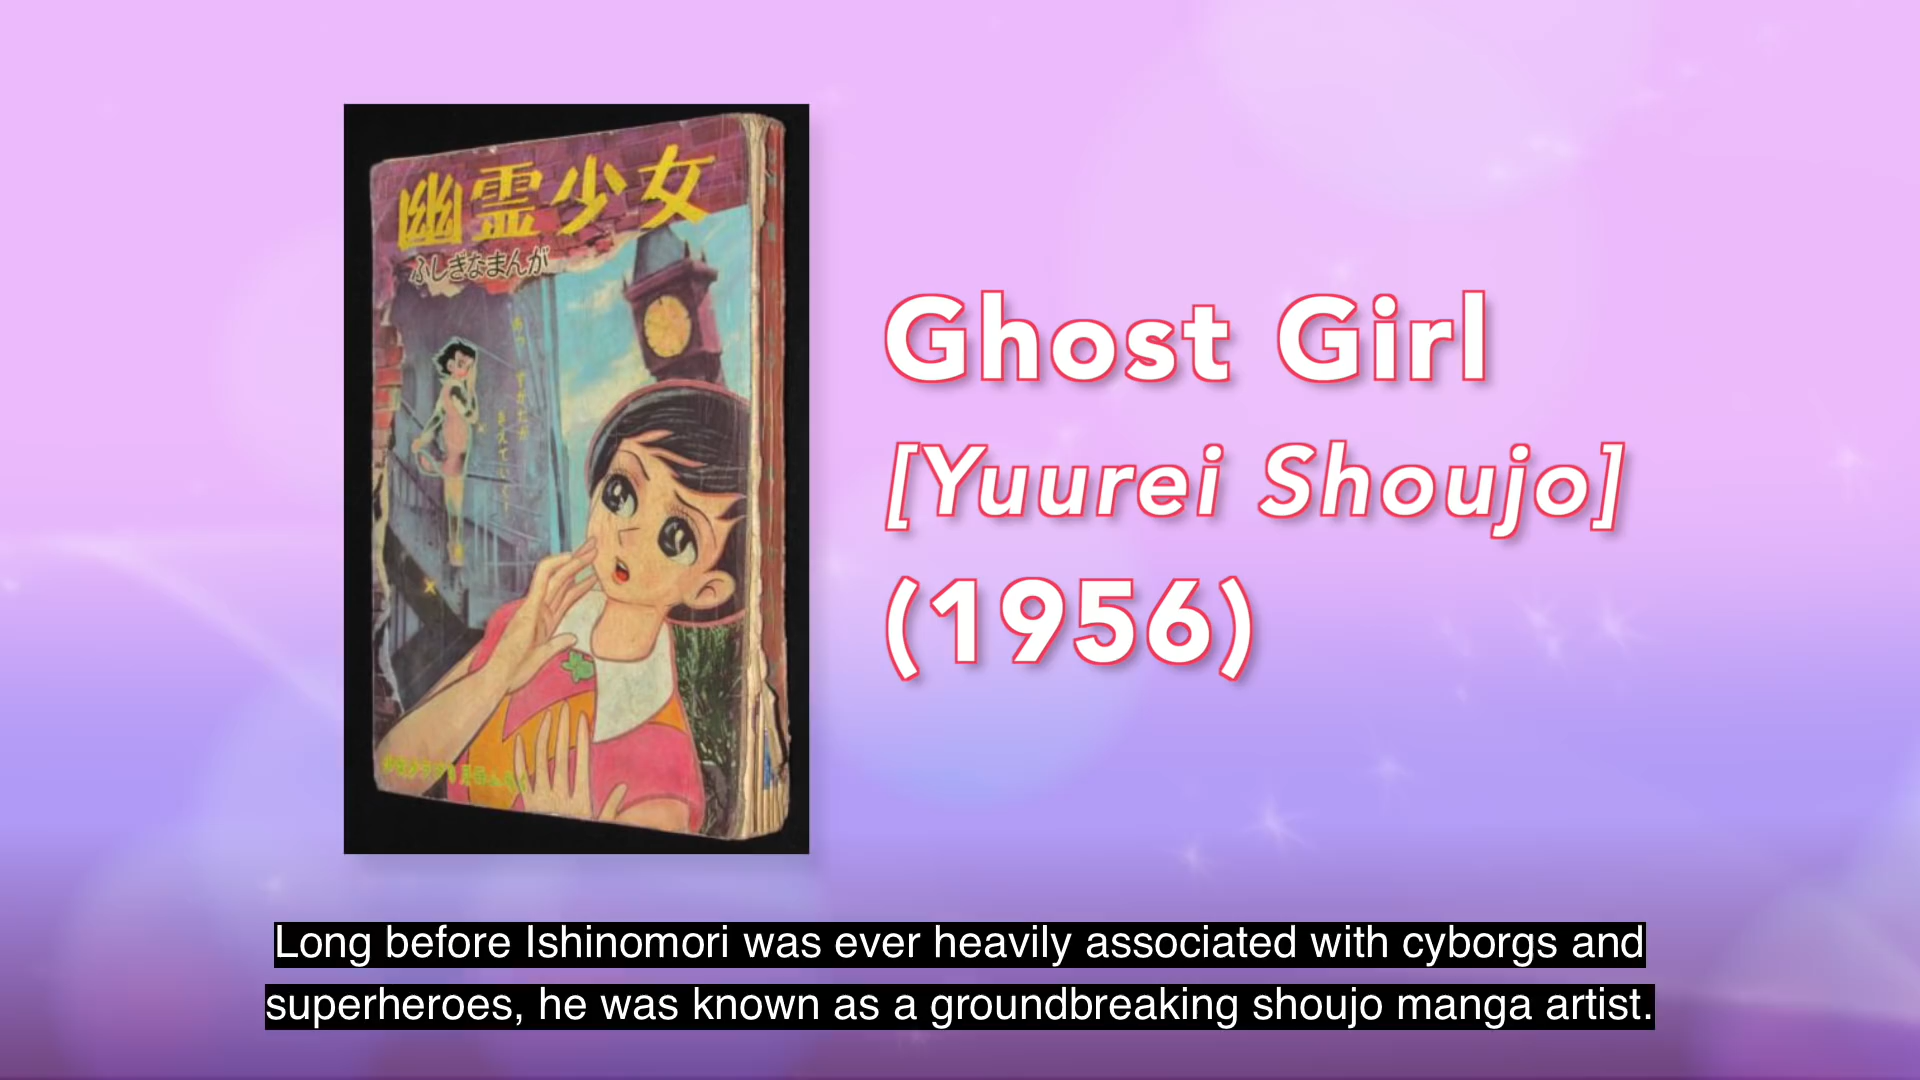 幽霊少女
ふしぎなまんが
Ghost Girl
[Yuurei Shoujo]
(1956)
Long before Ishinomori was ever heavily associated with cyborgs and
superheroes, he was known as a groundbreaking shoujo manga artist.